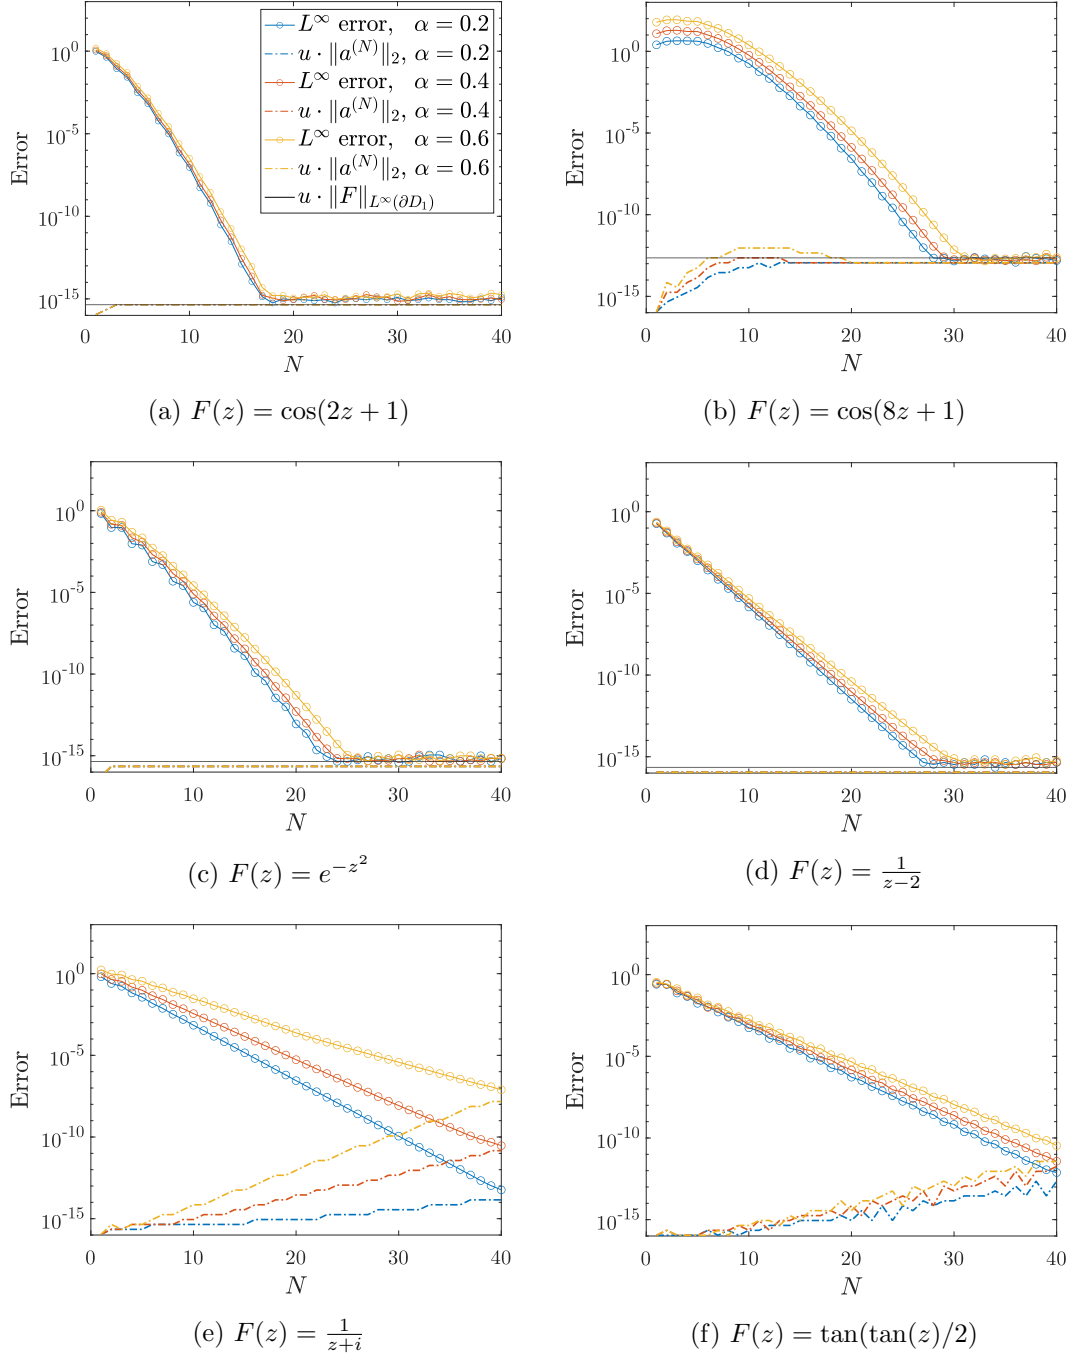 10^0
10^-5
10^-10
10^-15
Error
0 10 20 30 40
N
L^∞ error, α = 0.2
u · ‖a^(N)‖_2, α = 0.2
L^∞ error, α = 0.4
u · ‖a^(N)‖_2, α = 0.4
L^∞ error, α = 0.6
u · ‖a^(N)‖_2, α = 0.6
u · ‖F‖_{L^∞(∂D_1)}
(a) F(z) = cos(2z + 1)
10^0
10^-5
10^-10
10^-15
Error
0 10 20 30 40
N
(b) F(z) = cos(8z + 1)
10^0
10^-5
10^-10
10^-15
Error
0 10 20 30 40
N
(c) F(z) = e^{-z^2}
10^0
10^-5
10^-10
10^-15
Error
0 10 20 30 40
N
(d) F(z) = \frac{1}{z-2}
10^0
10^-5
10^-10
10^-15
Error
0 10 20 30 40
N
(e) F(z) = \frac{1}{z+i}
10^0
10^-5
10^-10
10^-15
Error
0 10 20 30 40
N
(f) F(z) = tan(tan(z)/2)